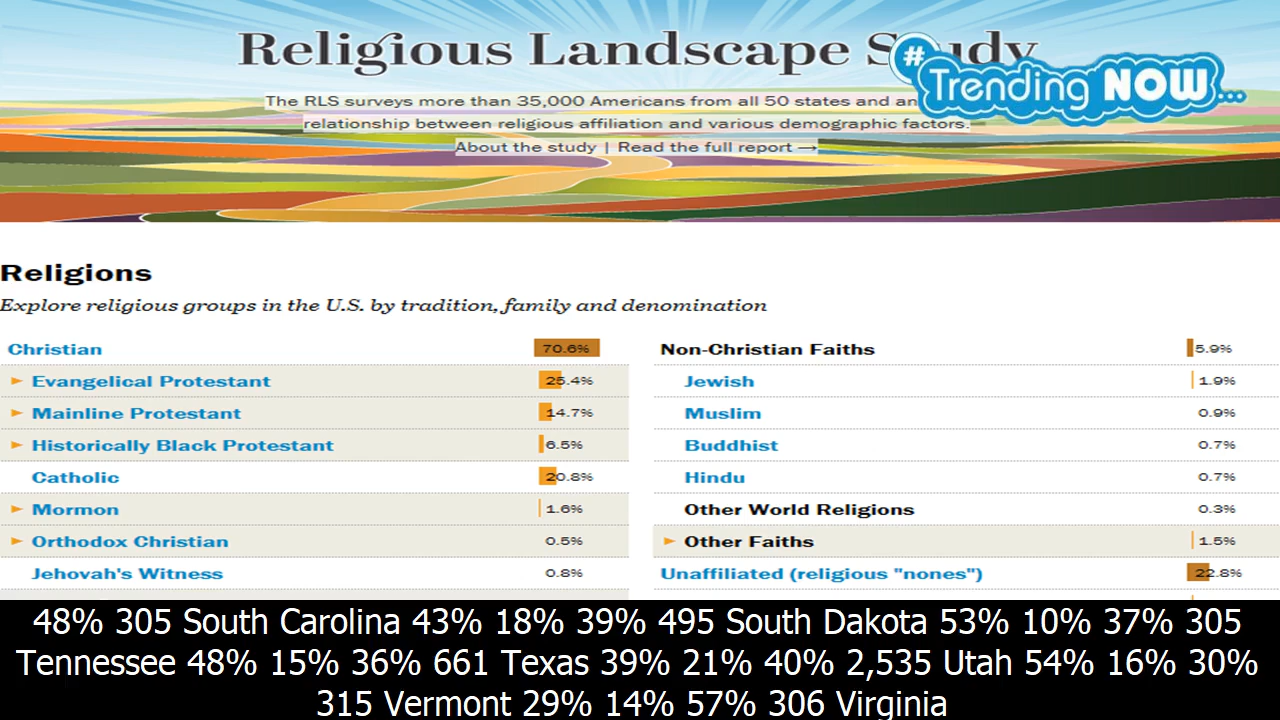 Religious Landscape S udy
#Trending NOW...
The RLS surveys more than 35,000 Americans from all 50 states and
relationship between religious affiliation and various demographic factors.
About the study | Read the full report →
Religions
Explore religious groups in the U.S. by tradition, family and denomination
Christian 70.6%
► Evangelical Protestant 25.4%
► Mainline Protestant 14.7%
► Historically Black Protestant 6.5%
Catholic 20.8%
► Mormon 1.6%
► Orthodox Christian 0.5%
Jehovah's Witness 0.8%
Non-Christian Faiths 5.9%
Jewish 1.9%
Muslim 0.9%
Buddhist 0.7%
Hindu 0.7%
Other World Religions 0.3%
► Other Faiths 1.5%
Unaffiliated (religious "nones") 22.8%
48% 305 South Carolina 43% 18% 39% 495 South Dakota 53% 10% 37% 305
Tennessee 48% 15% 36% 661 Texas 39% 21% 40% 2,535 Utah 54% 16% 30%
315 Vermont 29% 14% 57% 306 Virginia